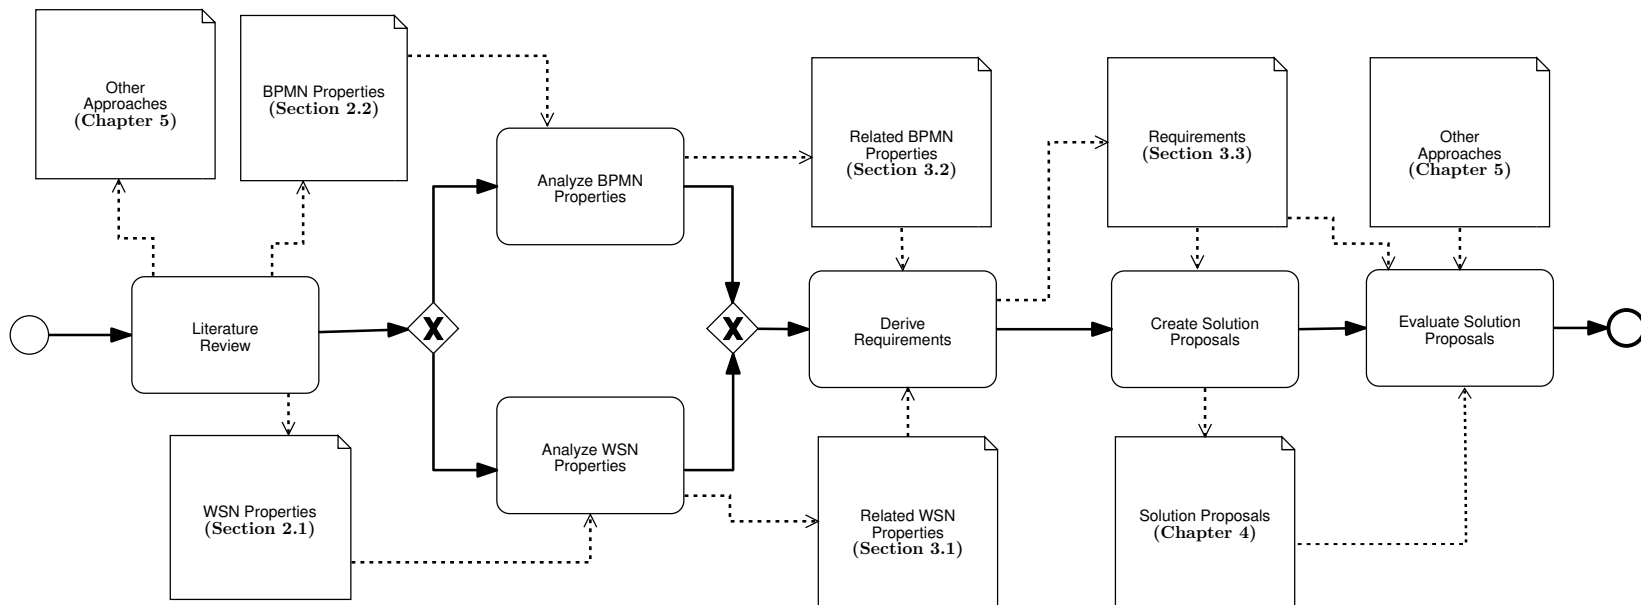 Other
Approaches
(Chapter 5)
BPMN Properties
(Section 2.2)
Literature
Review
WSN Properties
(Section 2.1)
X
Analyze BPMN
Properties
Analyze WSN
Properties
X
Related BPMN
Properties
(Section 3.2)
Derive
Requirements
Related WSN
Properties
(Section 3.1)
Requirements
(Section 3.3)
Create Solution
Proposals
Solution Proposals
(Chapter 4)
Other
Approaches
(Chapter 5)
Evaluate Solution
Proposals